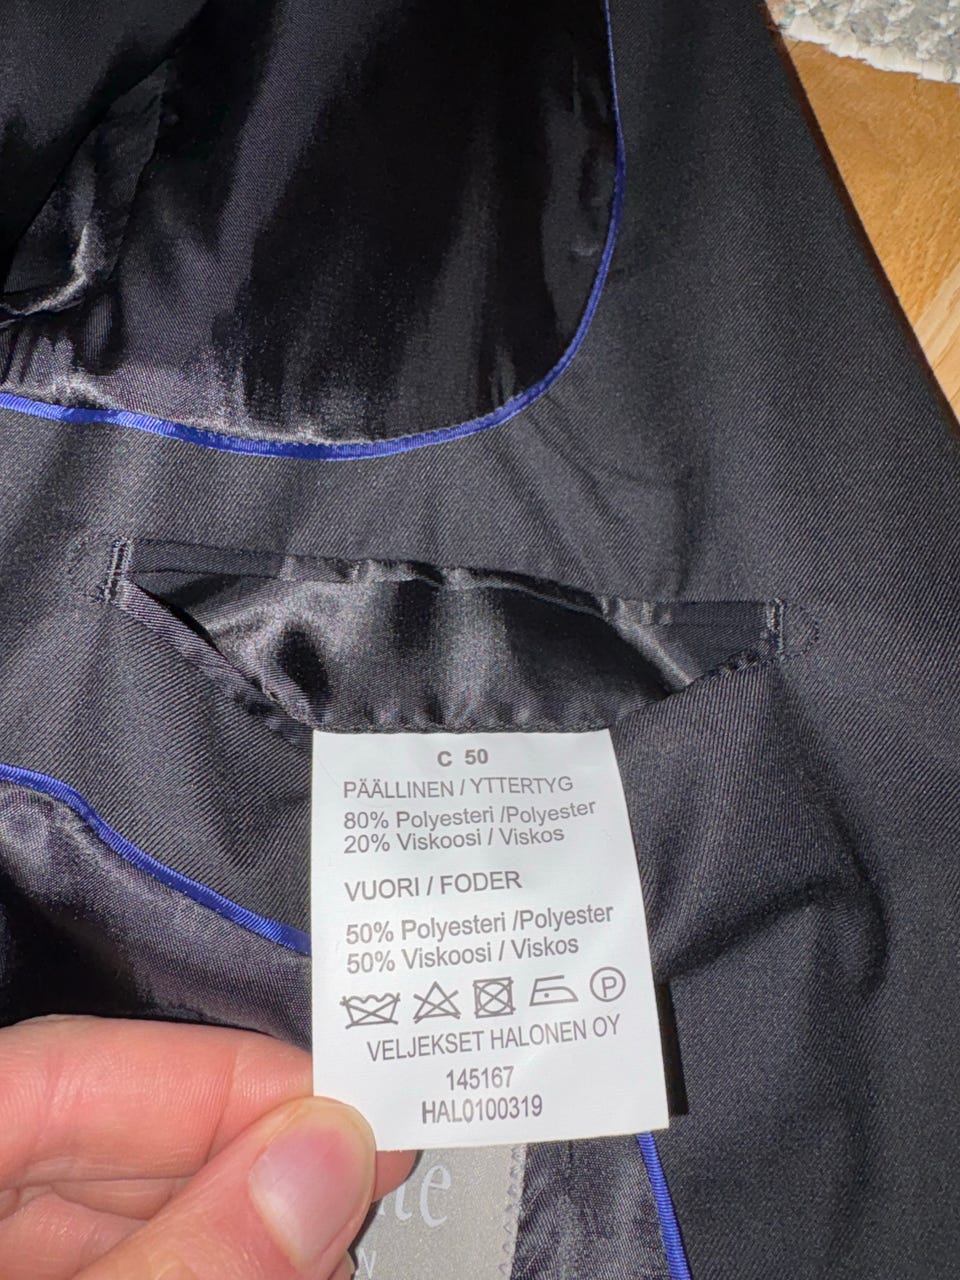 C 50
PÄÄLLINEN / YTTERTYG
80% Polyesteri /Polyester
20% Viskoosi / Viskos
VUORI / FODER
50% Polyesteri /Polyester
50% Viskoosi / Viskos
P
VELJEKSET HALONEN OY
145167
HAL0100319